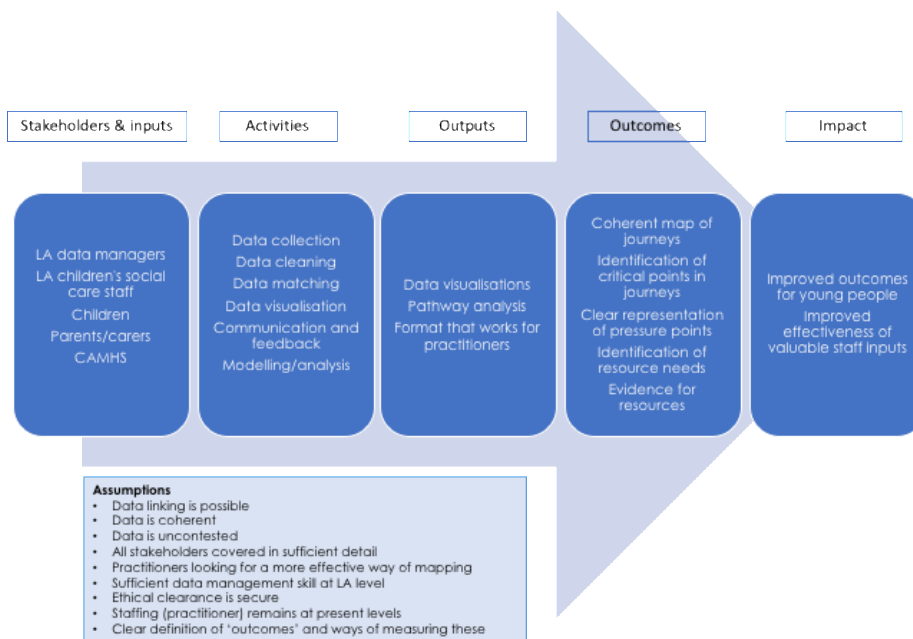 Stakeholders & inputs
Activities
Outputs
Outcomes
Impact
LA data managers
LA children's social
care staff
Children
Parents/carers
CAMHS
Data collection
Data cleaning
Data matching
Data visualisation
Communication and
feedback
Modelling/analysis
Data visualisations
Pathway analysis
Format that works for
practitioners
Coherent map of
journeys
Identification of
critical points in
journeys
Clear representation
of pressure points
Identification of
resource needs
Evidence for
resources
Improved outcomes
for young people
Improved
effectiveness of
valuable staff inputs
Assumptions
• Data linking is possible
• Data is coherent
• Data is uncontested
• All stakeholders covered in sufficient detail
• Practitioners looking for a more effective way of mapping
• Sufficient data management skill at LA level
• Ethical clearance is secure
• Staffing (practitioner) remains at present levels
• Clear definition of 'outcomes' and ways of measuring these